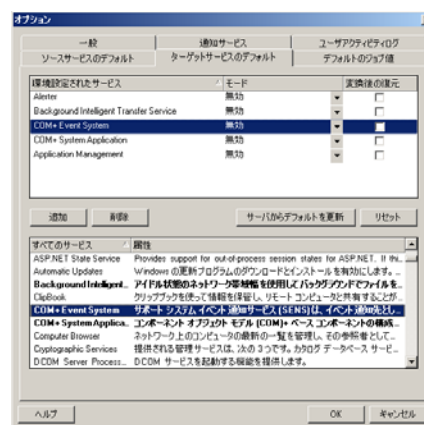 オプション
一般 通知サービス ユーザアクティビティログ
ソースサービスのデフォルト ターゲットサービスのデフォルト デフォルトのジョブ値
環境設定されたサービス モード 変換後の復元
Alerter 無効
Background Intelligent Transfer Service 無効
COM+ Event System 無効
COM+ System Application 無効
Application Management 無効
追加 削除 サーバからデフォルトを更新 リセット
すべてのサービス 属性
ASP.NET State Service Provides support for out-of-process session states for ASP.NET. If this...
Automatic Updates Windows の更新プログラムのダウンロードとインストールを有効にします。...
Background Intelligent... アイドル状態のネットワーク帯域幅を使用してバックグラウンドでファイルを...
ClipBook クリップブックを使って情報を保管し、リモート コンピュータと共有することが...
COM+ Event System サポート システム イベント通知サービス (SENS)は、イベント通知先とし...
COM+ System Applica... コンポーネント オブジェクト モデル (COM)+ ベース コンポーネントの構成...
Computer Browser ネットワーク上のコンピュータの最新の一覧を管理し、その参照者として...
Cryptographic Services 提供される管理サービスは、次の 3 つです。カタログ データベース サービ...
DCOM Server Process... DCOM サービスを起動する機能を提供します。
ヘルプ OK キャンセル